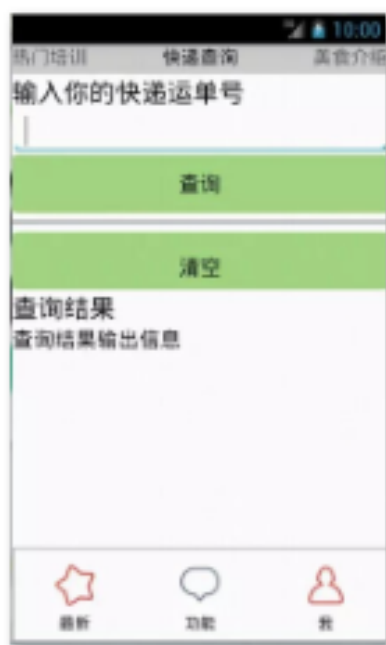 10:00
热门培训 快递查询 美食介绍
输入你的快递运单号
查询
清空
查询结果
查询结果输出信息
最新 功能 我